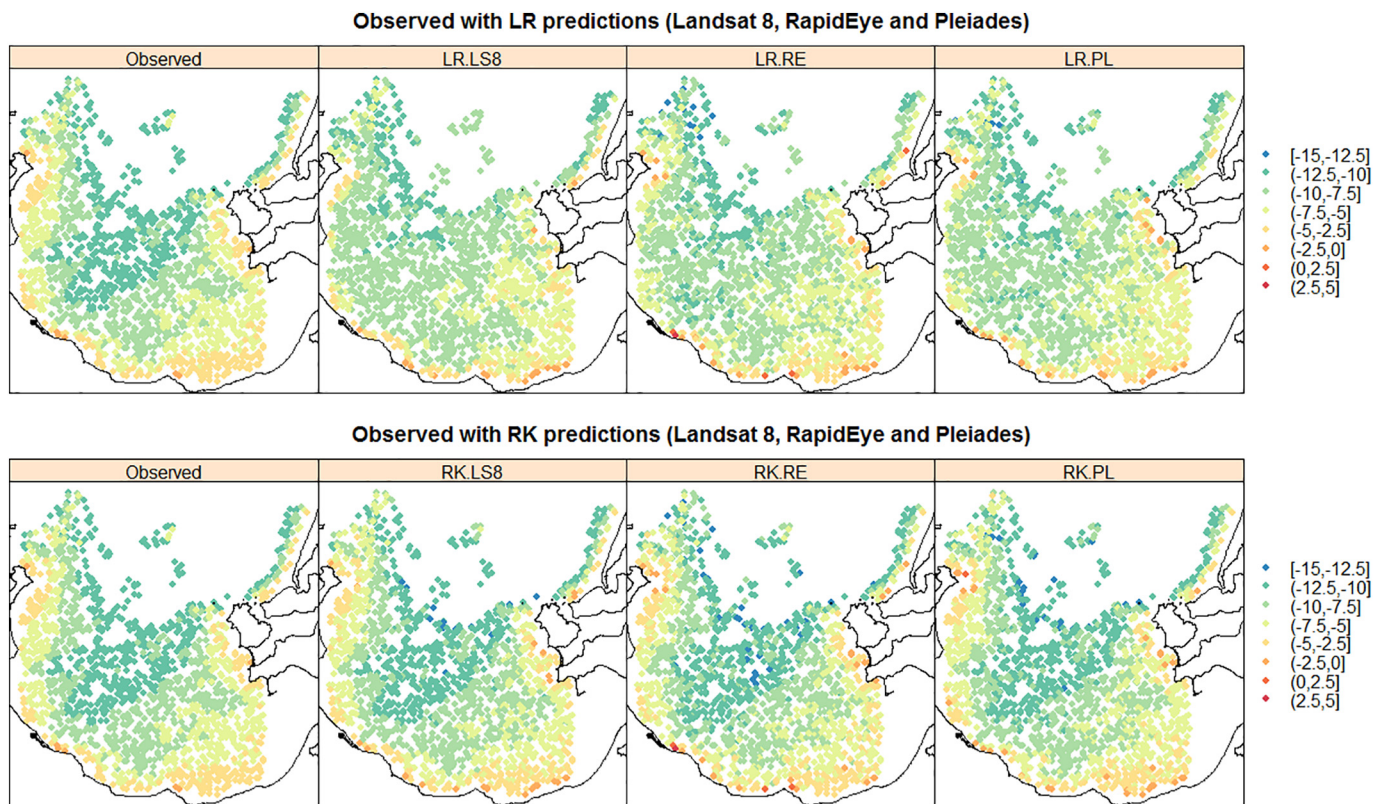 Observed with LR predictions (Landsat 8, RapidEye and Pleiades)
Observed
LR.LS8
LR.RE
LR.PL
[-15,-12.5]
(-12.5,-10]
(-10,-7.5]
(-7.5,-5]
(-5,-2.5]
(-2.5,0]
(0,2.5]
(2.5,5]
Observed with RK predictions (Landsat 8, RapidEye and Pleiades)
Observed
RK.LS8
RK.RE
RK.PL
[-15,-12.5]
(-12.5,-10]
(-10,-7.5]
(-7.5,-5]
(-5,-2.5]
(-2.5,0]
(0,2.5]
(2.5,5]